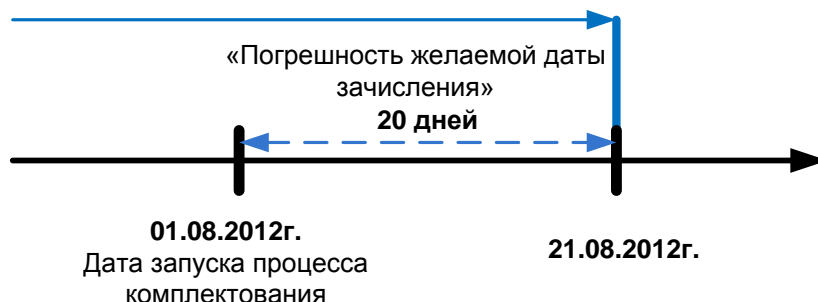 «Погрешность желаемой даты
зачисления»
20 дней
01.08.2012г.
Дата запуска процесса
комплектования
21.08.2012г.